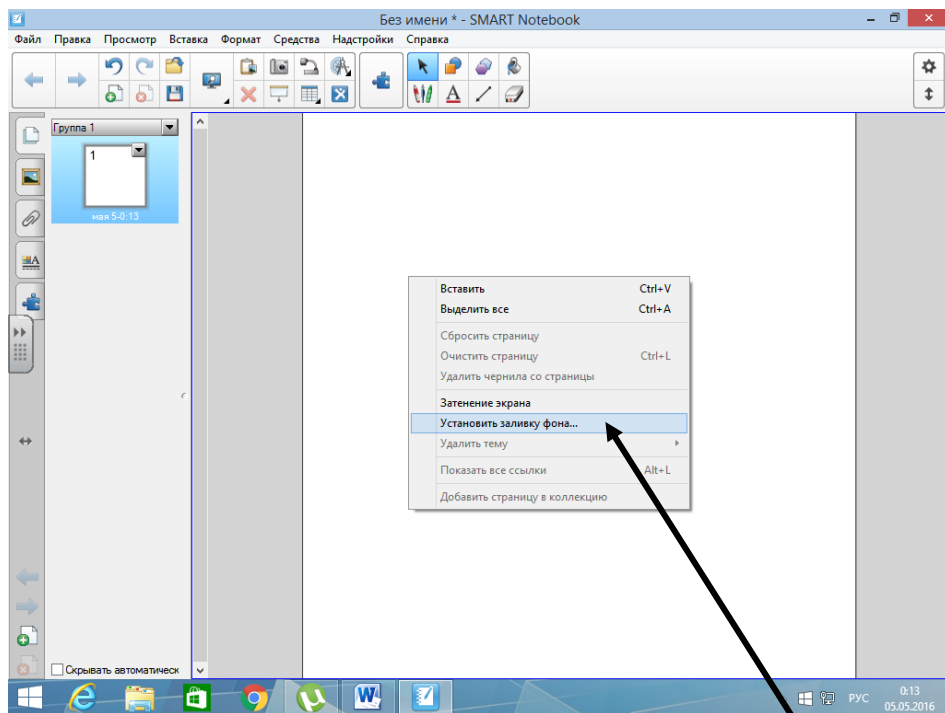 Без имени * - SMART Notebook
Файл Правка Просмотр Вставка Формат Средства Надстройки Справка
Группа 1
1
мая 5-0:13
Вставить Ctrl+V
Выделить все Ctrl+A
Сбросить страницу
Очистить страницу Ctrl+L
Удалить чернила со страницы
Затенение экрана
Установить заливку фона...
Удалить тему
Показать все ссылки Alt+L
Добавить страницу в коллекцию
Скрывать автоматическ
РУС 0:13
05.05.2016